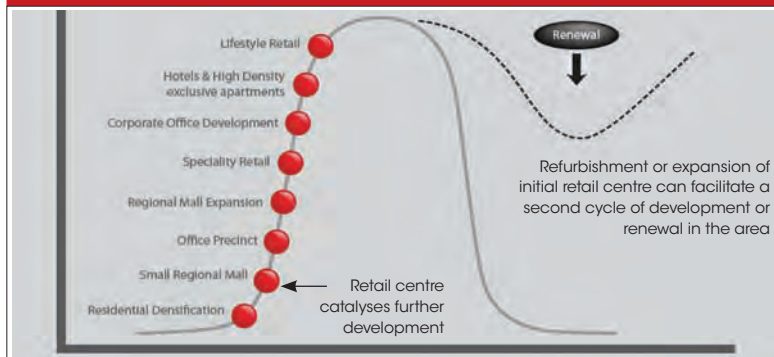 Lifestyle Retail
Hotels & High Density
exclusive apartments
Corporate Office Development
Speciality Retail
Regional Mall Expansion
Office Precinct
Small Regional Mall
Residential Densification
Retail centre
catalyses further
development
Renewal
Refurbishment or expansion of
initial retail centre can facilitate a
second cycle of development or
renewal in the area